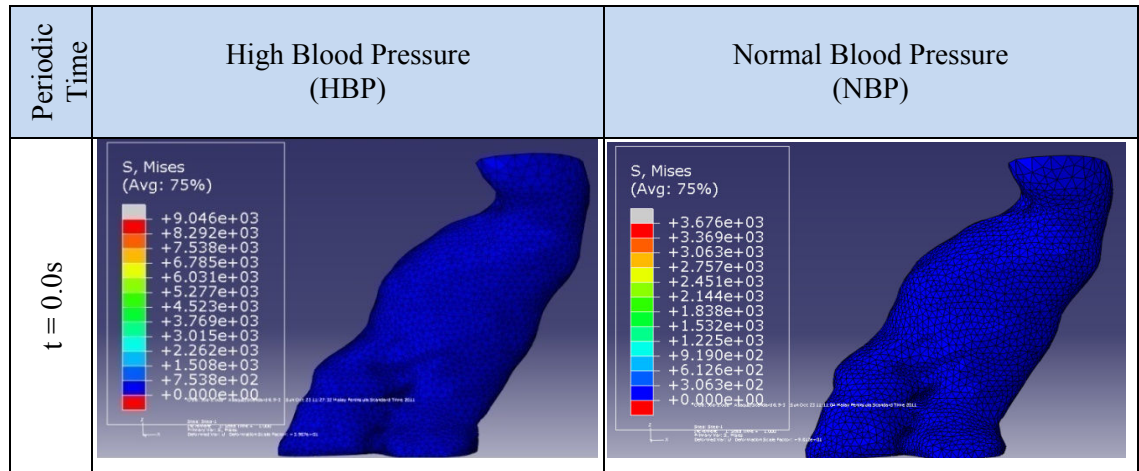 Periodic
Time
High Blood Pressure
(HBP)
Normal Blood Pressure
(NBP)
t = 0.0s
S, Mises
(Avg: 75%)
+9.046e+03
+8.292e+03
+7.538e+03
+6.785e+03
+6.031e+03
+5.277e+03
+4.523e+03
+3.769e+03
+3.015e+03
+2.262e+03
+1.508e+03
+7.538e+02
+0.000e+00
S, Mises
(Avg: 75%)
+3.676e+03
+3.369e+03
+3.063e+03
+2.757e+03
+2.451e+03
+2.144e+03
+1.838e+03
+1.532e+03
+1.225e+03
+9.190e+02
+6.126e+02
+3.063e+02
+0.000e+00